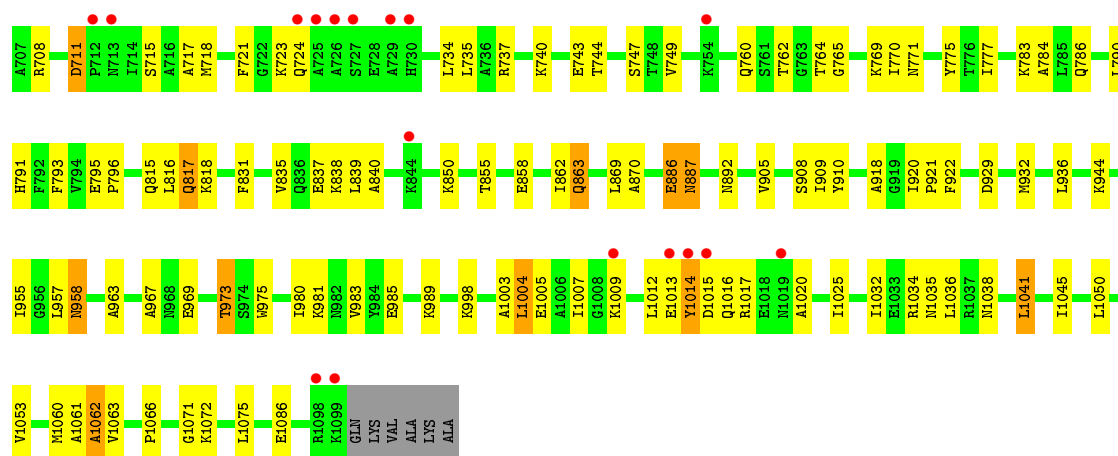 A707 R708 D711 P712 N713 I714 S715 A716 A717 M718 F721 G722 K723 Q724 A725 A726 S727 E728 A729 H730 L734 L735 A736 R737 K740 E743 T744 S747 T748 V749 K754 Q760 S761 T762 G763 T764 G765 K769 I770 N771 Y775 T776 I777 K783 A784 L785 Q786 L790
H791 F792 F793 V794 E795 P796 Q815 L816 Q817 K818 F831 V835 Q836 E837 K838 L839 A840 K844 K850 T855 E858 I862 Q863 L869 A870 E886 N887 N892 V905 S908 I909 Y910 A918 G919 I920 P921 F922 D929 M932 L936 K944
I955 G956 L957 N958 A963 A967 N968 E969 T973 S974 W975 I980 K981 N982 V983 Y984 E985 K989 K998 A1003 L1004 E1005 A1006 I1007 G1008 K1009 L1012 E1013 Y1014 D1015 Q1016 R1017 E1018 N1019 A1020 I1025 I1032 E1033 R1034 N1035 L1036 R1037 N1038 L1041 I1045 L1050
V1053 M1060 A1061 A1062 V1063 P1066 G1071 K1072 L1075 E1086 R1098 K1099 GLN LYS VAL ALA LYS ALA